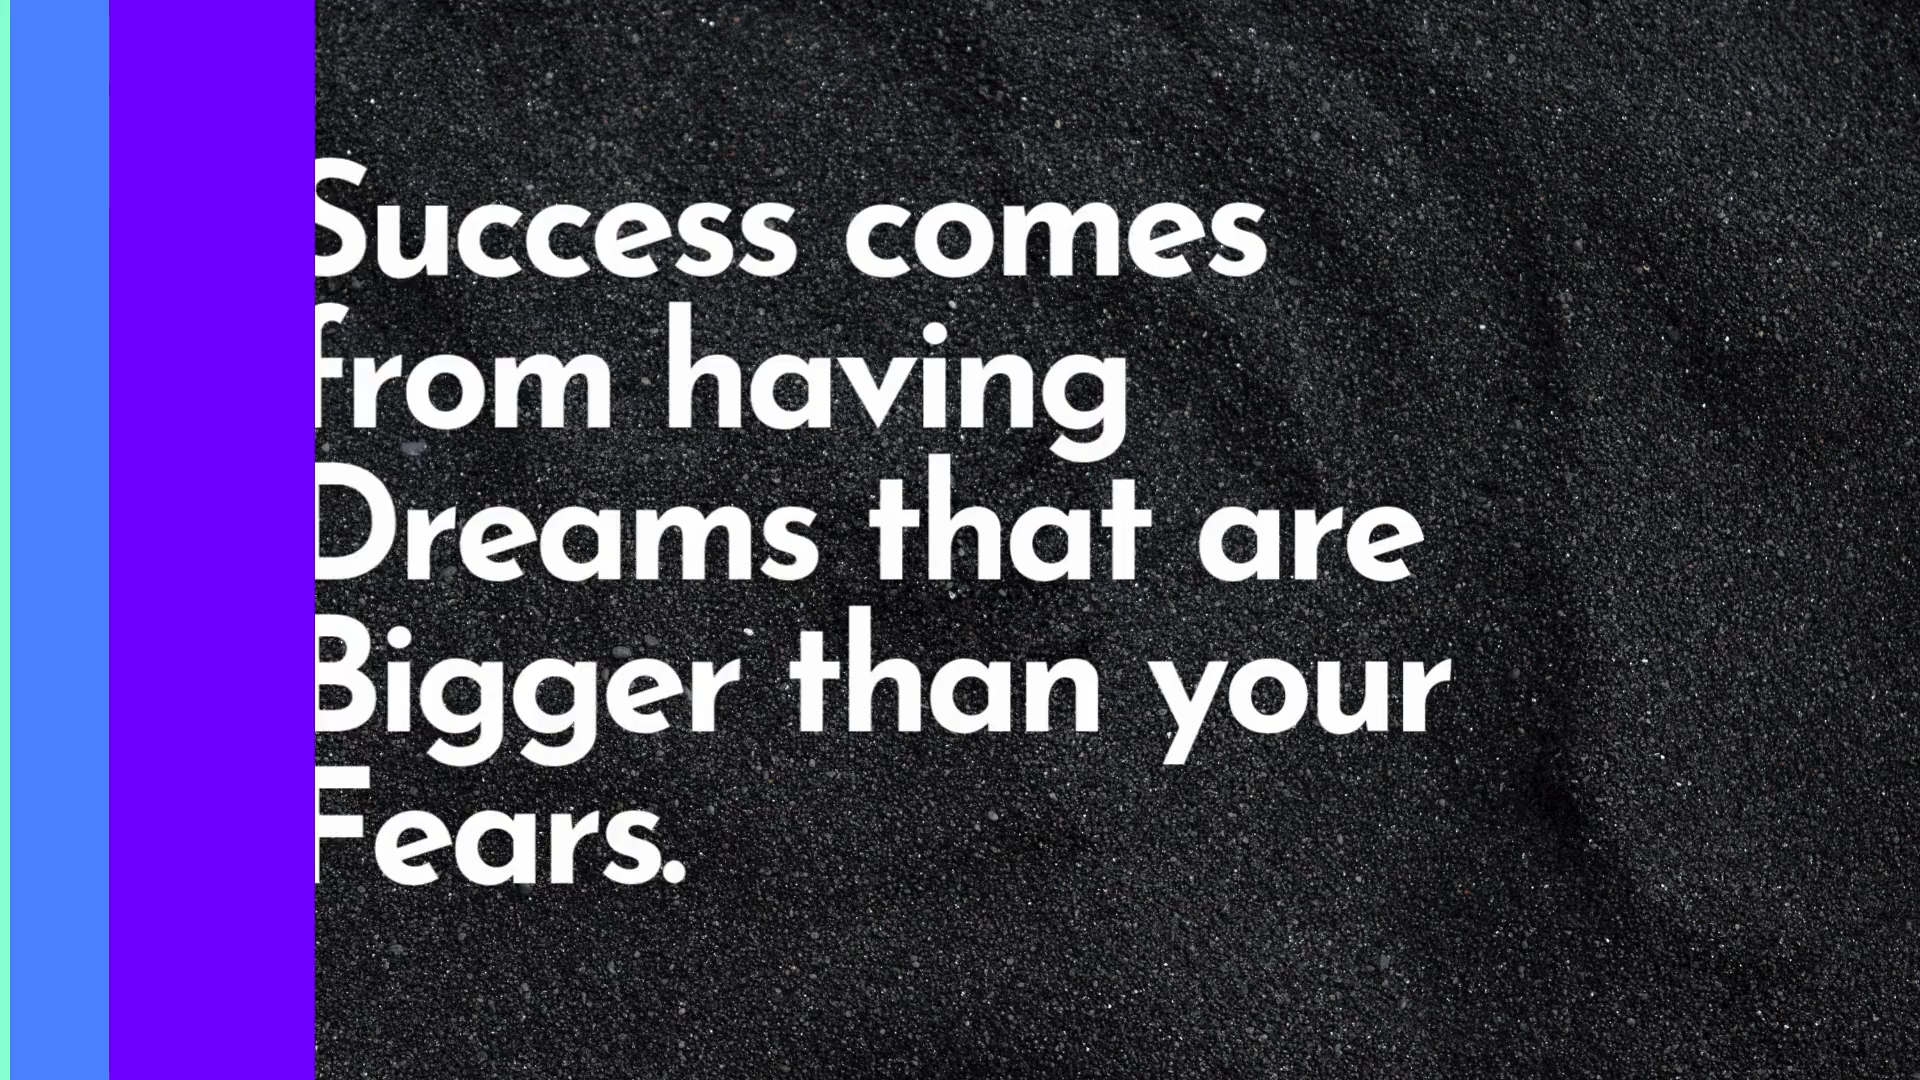 Success comes
from having
Dreams that are
Bigger than your
Fears.